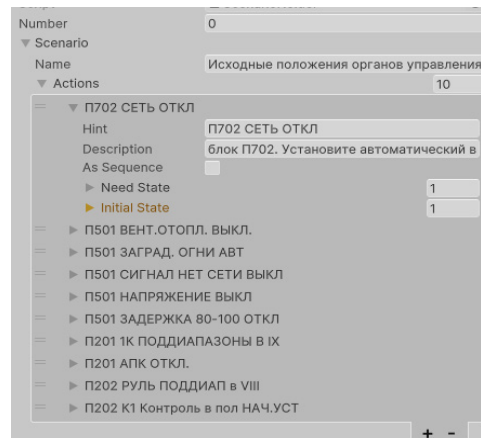 Number 0
Scenario
Name Исходные положения органов управления
Actions 10
П702 СЕТЬ ОТКЛ
Hint П702 СЕТЬ ОТКЛ
Description блок П702. Установите автоматический в
As Sequence
Need State 1
Initial State 1
П501 ВЕНТ.ОТОПЛ. ВЫКЛ.
П501 ЗАГРАД. ОГНИ АВТ
П501 СИГНАЛ НЕТ СЕТИ ВЫКЛ
П501 НАПРЯЖЕНИЕ ВЫКЛ
П501 ЗАДЕРЖКА 80-100 ОТКЛ
П201 1К ПОДДИАПАЗОНЫ В IX
П201 АПК ОТКЛ.
П202 РУЛЬ ПОДДИАП в VIII
П202 К1 Контроль в пол НАЧ.УСТ
+ -